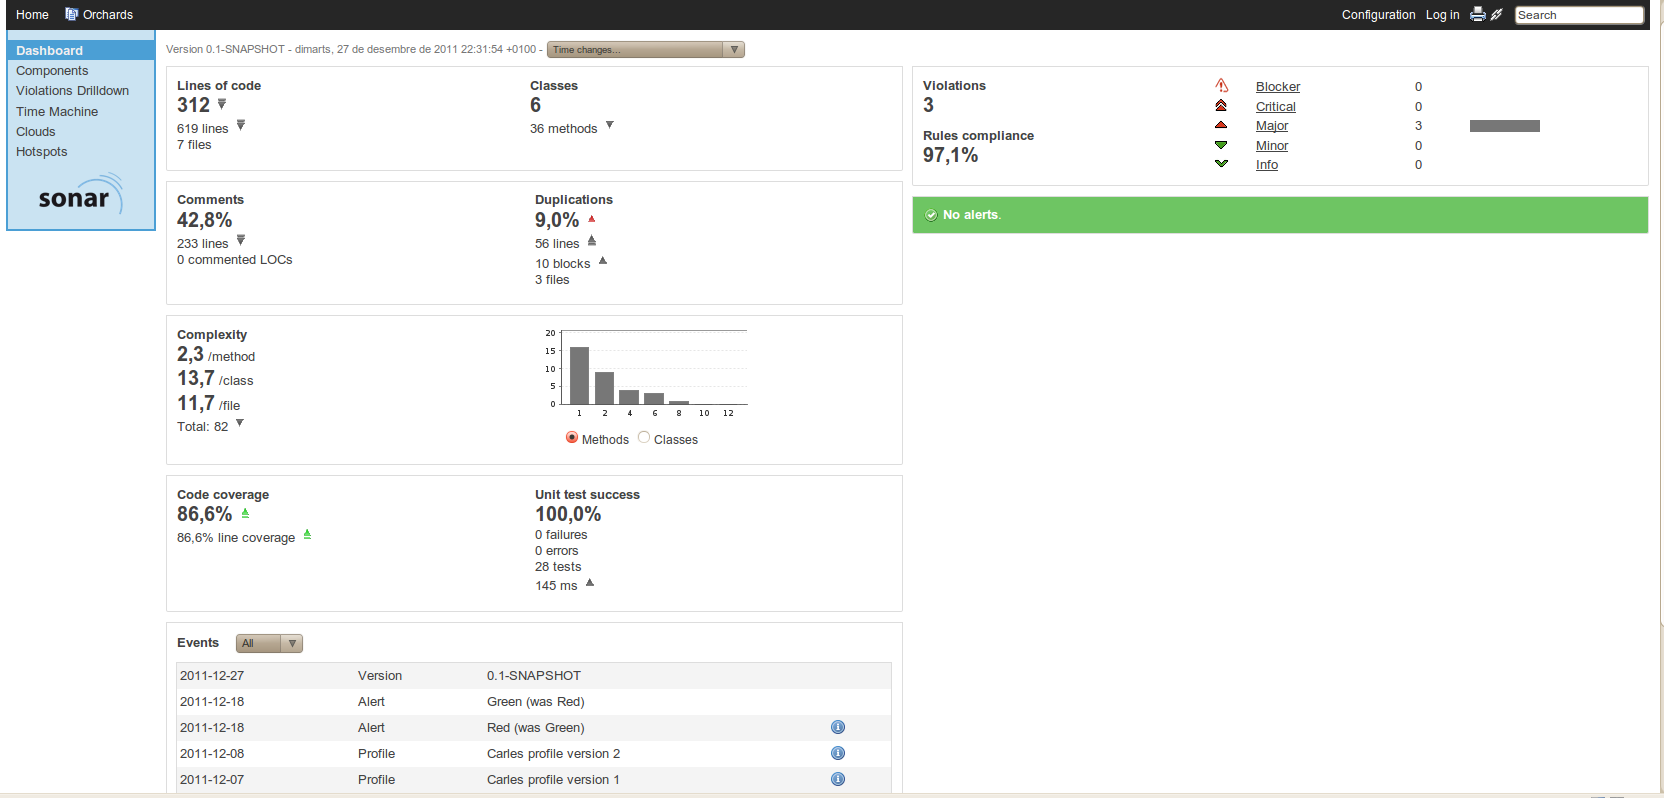 Home Orchards Configuration Log in Search
Dashboard
Components
Violations Drilldown
Time Machine
Clouds
Hotspots
sonar
Version 0.1-SNAPSHOT - dimarts, 27 de desembre de 2011 22:31:54 +0100 - Time changes...
Lines of code
312
619 lines
7 files
Classes
6
36 methods
Comments
42,8%
233 lines
0 commented LOCs
Duplications
9,0%
56 lines
10 blocks
3 files
Complexity
2,3 /method
13,7 /class
11,7 /file
Total: 82
20
15
10
5
0
1 2 4 6 8 10 12
Methods Classes
Code coverage
86,6%
86,6% line coverage
Unit test success
100,0%
0 failures
0 errors
28 tests
145 ms
Events All
2011-12-27 Version 0.1-SNAPSHOT
2011-12-18 Alert Green (was Red)
2011-12-18 Alert Red (was Green)
2011-12-08 Profile Carles profile version 2
2011-12-07 Profile Carles profile version 1
Violations
3
Rules compliance
97,1%
Blocker 0
Critical 0
Major 3
Minor 0
Info 0
No alerts.